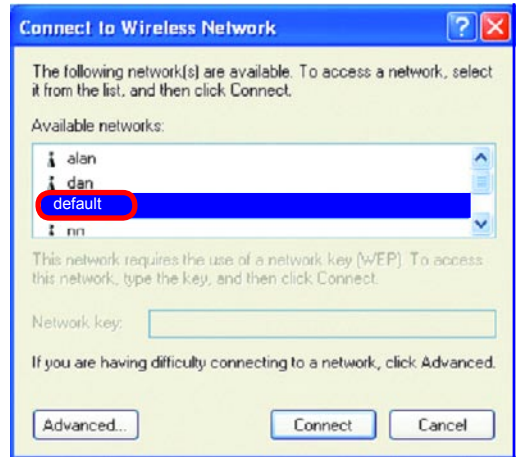 Connect to Wireless Network
The following network(s) are available. To access a network, select
it from the list, and then click Connect.
Available networks:
alan
dan
default
This network requires the use of a network key (WEP). To access
this network, type the key, and then click Connect.
Network key:
If you are having difficulty connecting to a network, click Advanced.
Advanced... Connect Cancel